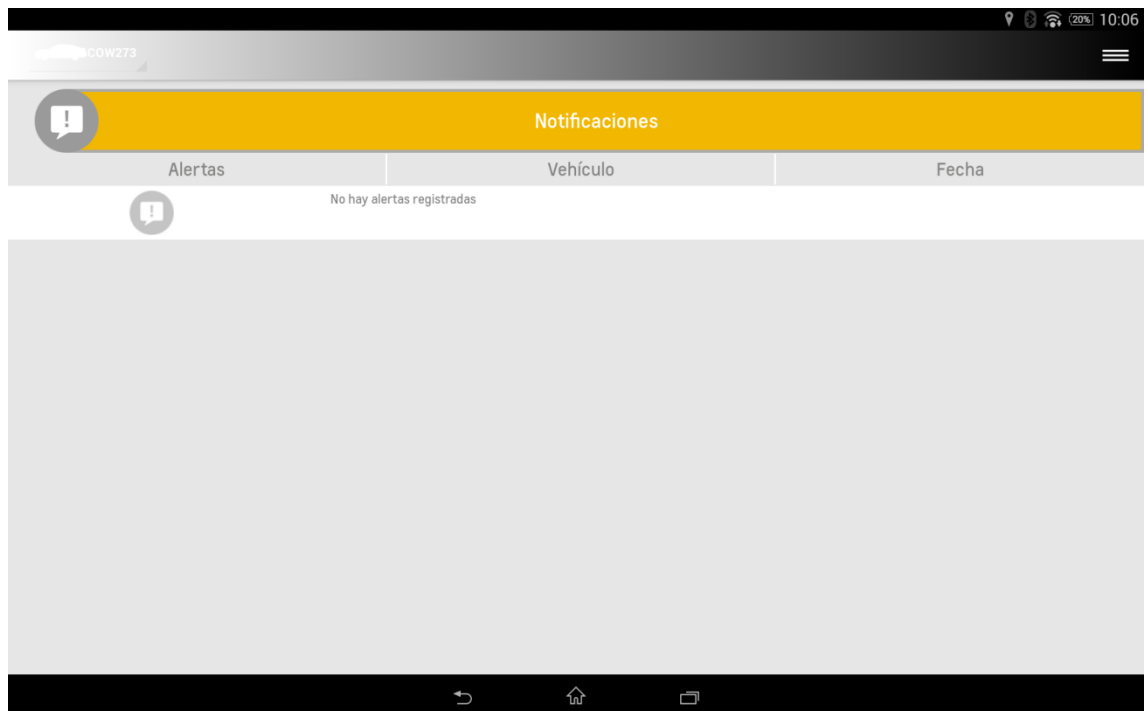 20% 10:06
COW273
Notificaciones
Alertas Vehículo Fecha
No hay alertas registradas